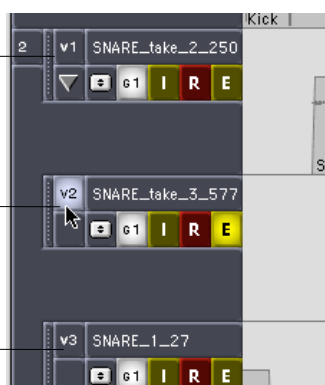 Kick
2 v1 SNARE_take_2_250
G1 I R E
S
v2 SNARE_take_3_577
G1 I R E
v3 SNARE_1_27
G1 I R E